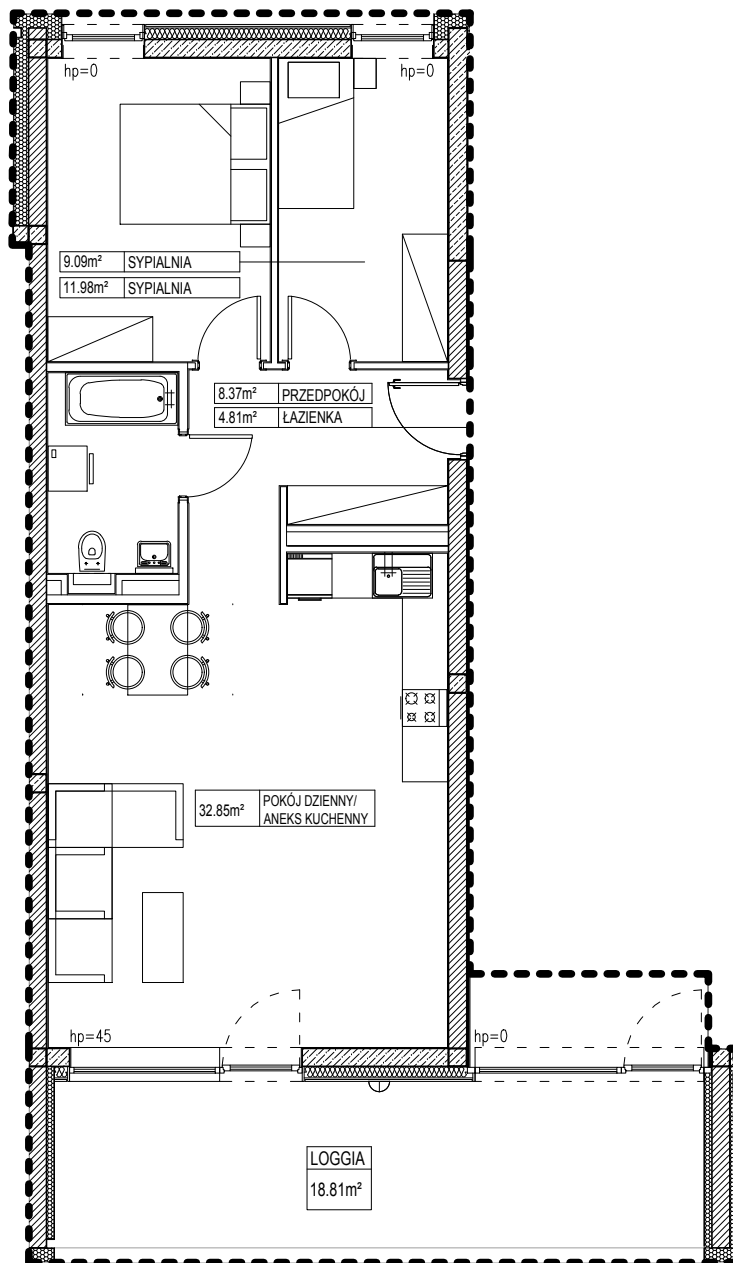 hp=0
hp=0
9.09m² SYPIALNIA
11.98m² SYPIALNIA
8.37m² PRZEDPOKÓJ
4.81m² ŁAZIENKA
32.85m² POKÓJ DZIENNY/
ANEKS KUCHENNY
hp=45
hp=0
LOGGIA
18.81m²